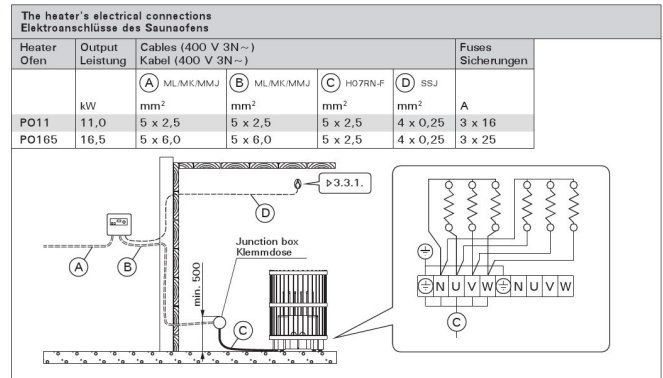 The heater's electrical connections
Elektroanschlüsse des Saunaofens
Heater Output Cables (400 V 3N~) Fuses
Ofen Leistung Kabel (400 V 3N~) Sicherungen
A ML/MK/MMJ B ML/MK/MMJ C H07RN-F D SSJ
kW mm² mm² mm² mm² A
PO11 11,0 5 x 2,5 5 x 2,5 5 x 2,5 4 x 0,25 3 x 16
PO165 16,5 5 x 6,0 5 x 6,0 5 x 2,5 4 x 0,25 3 x 25
▷3.3.1.
D
A B
Junction box
Klemmdose
min. 500
C
N U V W N U V W
C